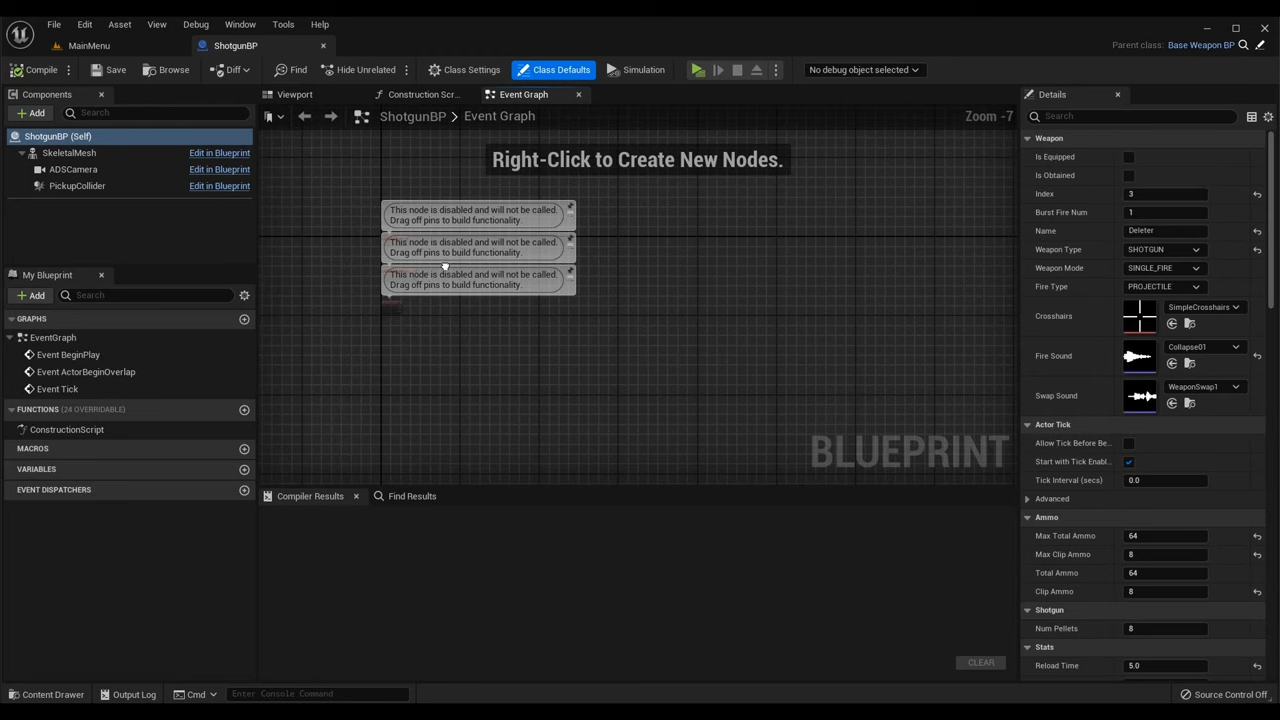 File Edit Asset View Debug Window Tools Help
MainMenu ShotgunBP
Parent class: Base Weapon BP
Compile Save Browse Diff Find Hide Unrelated Class Settings Class Defaults Simulation No debug object selected
Components
Add Search
ShotgunBP (Self)
SkeletalMesh Edit in Blueprint
ADSCamera Edit in Blueprint
PickupCollider Edit in Blueprint
My Blueprint
Add Search
GRAPHS
EventGraph
Event BeginPlay
Event ActorBeginOverlap
Event Tick
FUNCTIONS (24 OVERRIDABLE)
ConstructionScript
MACROS
VARIABLES
EVENT DISPATCHERS
Viewport Construction Scr... Event Graph
ShotgunBP > Event Graph Zoom -7
Right-Click to Create New Nodes.
This node is disabled and will not be called.
Drag off pins to build functionality.
This node is disabled and will not be called.
Drag off pins to build functionality.
This node is disabled and will not be called.
Drag off pins to build functionality.
BLUEPRINT
Compiler Results Find Results
CLEAR
Details
Search
Weapon
Is Equipped
Is Obtained
Index 3
Burst Fire Num 1
Name Deleter
Weapon Type SHOTGUN
Weapon Mode SINGLE_FIRE
Fire Type PROJECTILE
Crosshairs SimpleCrosshairs
Fire Sound Collapse01
Swap Sound WeaponSwap1
Actor Tick
Allow Tick Before Be...
Start with Tick Enabl...
Tick Interval (secs) 0.0
Advanced
Ammo
Max Total Ammo 64
Max Clip Ammo 8
Total Ammo 64
Clip Ammo 8
Shotgun
Num Pellets 8
Stats
Reload Time 5.0
Content Drawer Output Log Cmd Enter Console Command Source Control Off